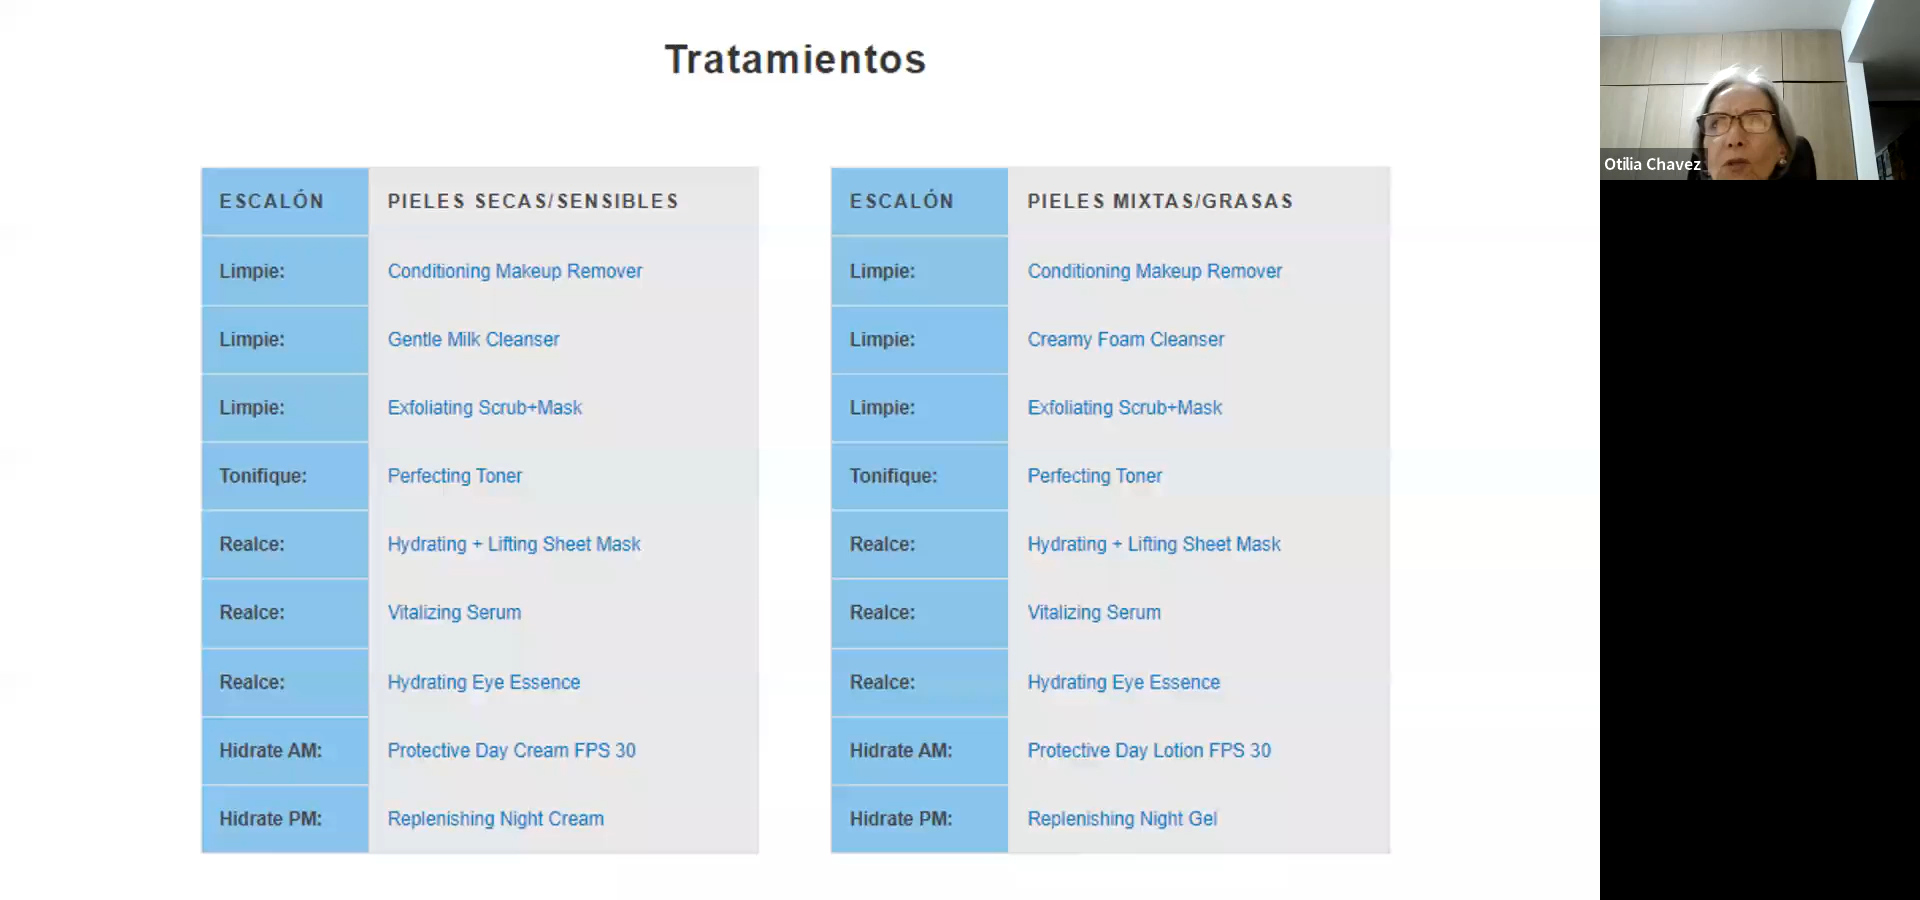 Tratamientos
ESCALÓN PIELES SECAS/SENSIBLES
Limpie: Conditioning Makeup Remover
Limpie: Gentle Milk Cleanser
Limpie: Exfoliating Scrub+Mask
Tonifique: Perfecting Toner
Realce: Hydrating + Lifting Sheet Mask
Realce: Vitalizing Serum
Realce: Hydrating Eye Essence
Hidrate AM: Protective Day Cream FPS 30
Hidrate PM: Replenishing Night Cream
ESCALÓN PIELES MIXTAS/GRASAS
Limpie: Conditioning Makeup Remover
Limpie: Creamy Foam Cleanser
Limpie: Exfoliating Scrub+Mask
Tonifique: Perfecting Toner
Realce: Hydrating + Lifting Sheet Mask
Realce: Vitalizing Serum
Realce: Hydrating Eye Essence
Hidrate AM: Protective Day Lotion FPS 30
Hidrate PM: Replenishing Night Gel
Otilia Chavez